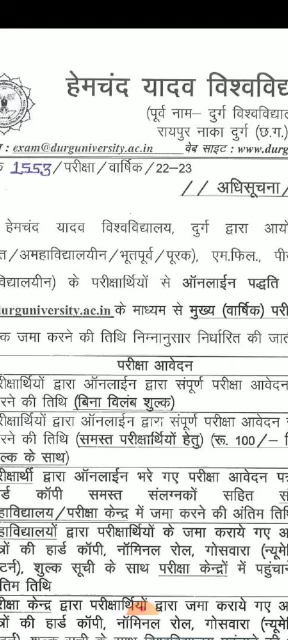 हेमचंद यादव विश्वविद्य
(पूर्व नाम– दुर्ग विश्वविद्याल
रायपुर नाका दुर्ग (छ.ग.)
: exam@durguniversity.ac.in वेब साइट : www.durg
1553/परीक्षा/वार्षिक/22-23
// अधिसूचना/
हेमचंद यादव विश्वविद्यालय, दुर्ग द्वारा आयो
त/अमहाविद्यालयीन/भूतपूर्व/पूरक), एम.फिल., पी
विद्यालयीन) के परीक्षार्थियों से ऑनलाईन पद्धति
durguniversity.ac.in के माध्यम से मुख्य (वार्षिक) परी
क जमा करने की तिथि निम्नानुसार निर्धारित की जात
परीक्षा आवेदन
रीक्षार्थियों द्वारा ऑनलाईन द्वारा संपूर्ण परीक्षा आवेदन
रने की तिथि (बिना विलंब शुल्क)
रीक्षार्थियों द्वारा ऑनलाईन द्वारा संपूर्ण परीक्षा आवेदन
रने की तिथि (समस्त परीक्षार्थियों हेतु) (रू. 100/– वि
ल्क के साथ)
रीक्षार्थी द्वारा ऑनलाईन भरे गए परीक्षा आवेदन पत्र
र्ड कॉपी समस्त संलग्नकों सहित सं
हाविद्यालय/परीक्षा केन्द्र में जमा करने की अंतिम तिथि
हाविद्यालयों द्वारा परीक्षार्थियों के जमा कराये गए आ
त्रों की हार्ड कॉपी, नॉमिनल रोल, गोसवारा (न्यूमे
टर्न), शुल्क सूची के साथ परीक्षा केन्द्रों में पहुंचाने
तिम तिथि
रीक्षा केन्द्र द्वारा परीक्षार्थियों द्वारा जमा कराये गए आ
त्रों की हार्ड कॉपी, नॉमिनल रोल, गोसवारा (न्यूमे